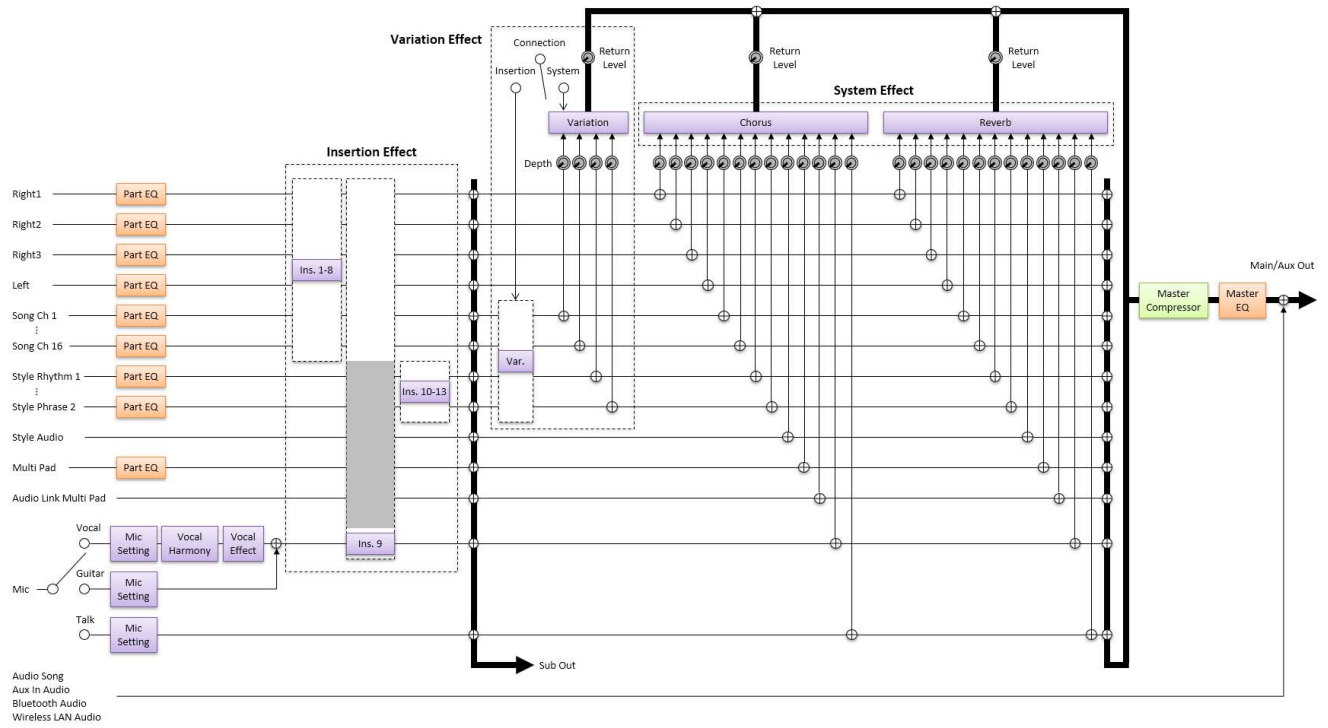 Variation Effect
Connection
Insertion
System
Return
Level
Return
Level
Return
Level
System Effect
Variation
Chorus
Reverb
Insertion Effect
Depth
Right1
Part EQ
Right2
Part EQ
Right3
Part EQ
Ins. 1-8
Left
Part EQ
Main/Aux Out
Song Ch 1
Part EQ
Master
Compressor
Master
EQ
Song Ch 16
Part EQ
Var.
Style Rhythm 1
Part EQ
Ins. 10-13
Style Phrase 2
Part EQ
Style Audio
Multi Pad
Part EQ
Audio Link Multi Pad
Vocal
Mic
Setting
Vocal
Harmony
Vocal
Effect
Ins. 9
Mic
Guitar
Mic
Setting
Talk
Mic
Setting
Sub Out
Audio Song
Aux In Audio
Bluetooth Audio
Wireless LAN Audio